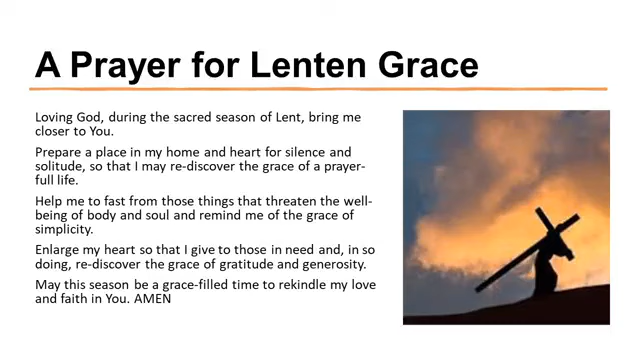 A Prayer for Lenten Grace
Loving God, during the sacred season of Lent, bring me
closer to You.
Prepare a place in my home and heart for silence and
solitude, so that I may re-discover the grace of a prayer-
full life.
Help me to fast from those things that threaten the well-
being of body and soul and remind me of the grace of
simplicity.
Enlarge my heart so that I give to those in need and, in so
doing, re-discover the grace of gratitude and generosity.
May this season be a grace-filled time to rekindle my love
and faith in You. AMEN